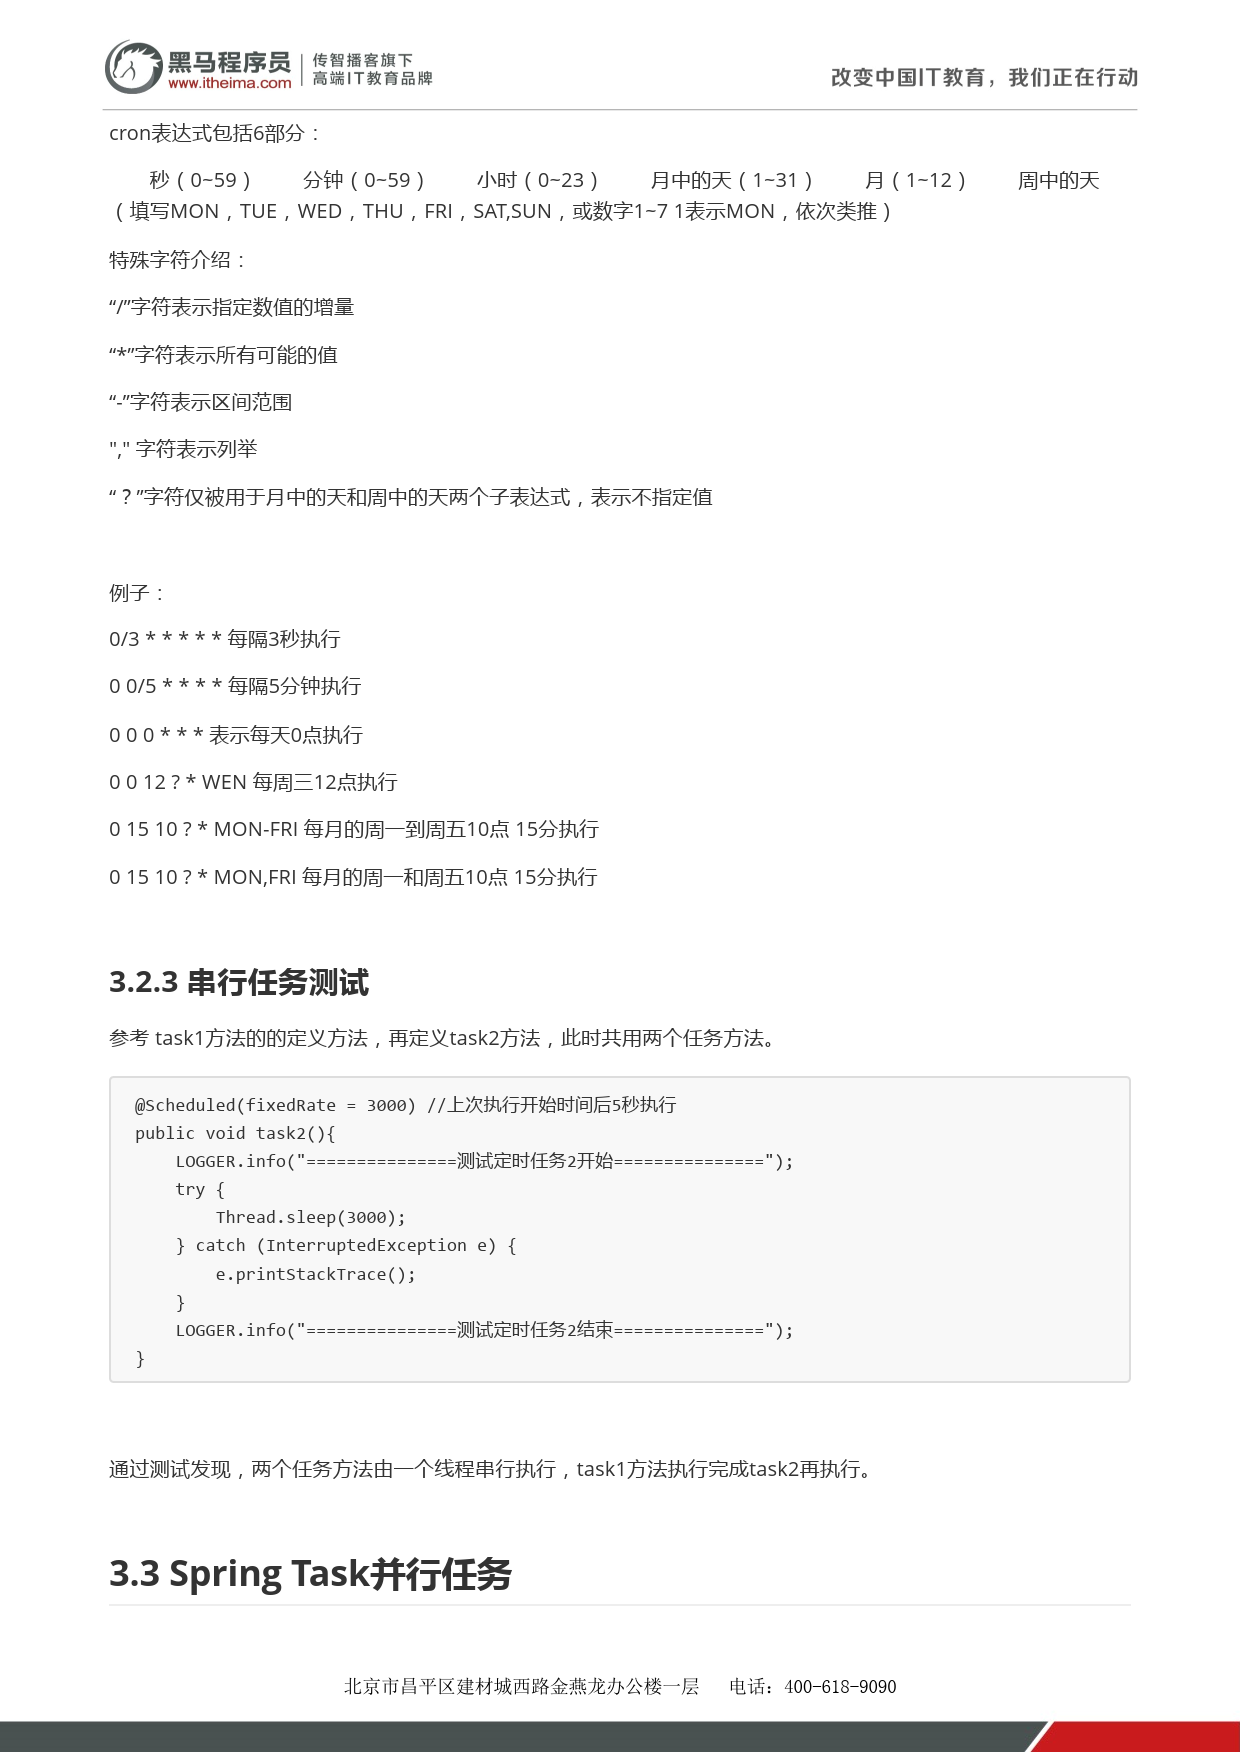 黑马程序员
www.itheima.com
传智播客旗下
高端IT教育品牌
改变中国IT教育，我们正在行动
cron表达式包括6部分：
秒（0~59） 分钟（0~59） 小时（0~23） 月中的天（1~31） 月（1~12） 周中的天
（填写MON，TUE，WED，THU，FRI，SAT,SUN，或数字1~7 1表示MON，依次类推）
特殊字符介绍：
“/”字符表示指定数值的增量
“*”字符表示所有可能的值
“-”字符表示区间范围
"," 字符表示列举
“？”字符仅被用于月中的天和周中的天两个子表达式，表示不指定值
例子：
0/3 * * * * * 每隔3秒执行
0 0/5 * * * * 每隔5分钟执行
0 0 0 * * * 表示每天0点执行
0 0 12 ? * WEN 每周三12点执行
0 15 10 ? * MON-FRI 每月的周一到周五10点 15分执行
0 15 10 ? * MON,FRI 每月的周一和周五10点 15分执行
3.2.3 串行任务测试
参考 task1方法的的定义方法，再定义task2方法，此时共用两个任务方法。
@Scheduled(fixedRate = 3000) //上次执行开始时间后5秒执行
public void task2(){
    LOGGER.info("===============测试定时任务2开始===============");
    try {
        Thread.sleep(3000);
    } catch (InterruptedException e) {
        e.printStackTrace();
    }
    LOGGER.info("===============测试定时任务2结束===============");
}
通过测试发现，两个任务方法由一个线程串行执行，task1方法执行完成task2再执行。
3.3 Spring Task并行任务
北京市昌平区建材城西路金燕龙办公楼一层 电话：400-618-9090